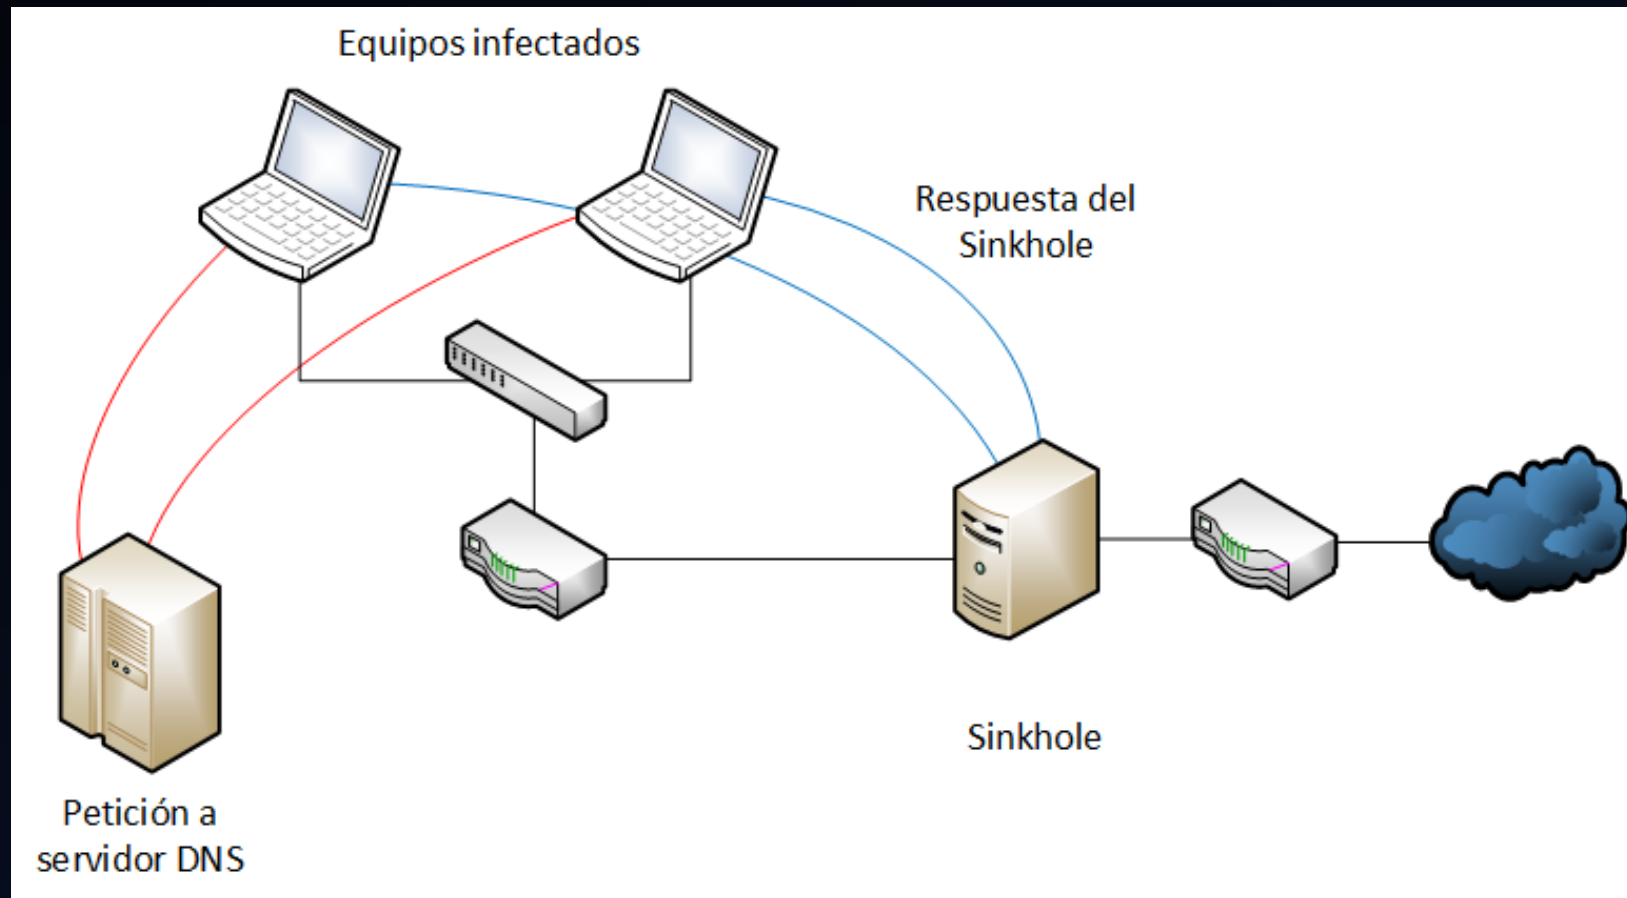 Equipos infectados
Respuesta del
Sinkhole
Sinkhole
Petición a
servidor DNS